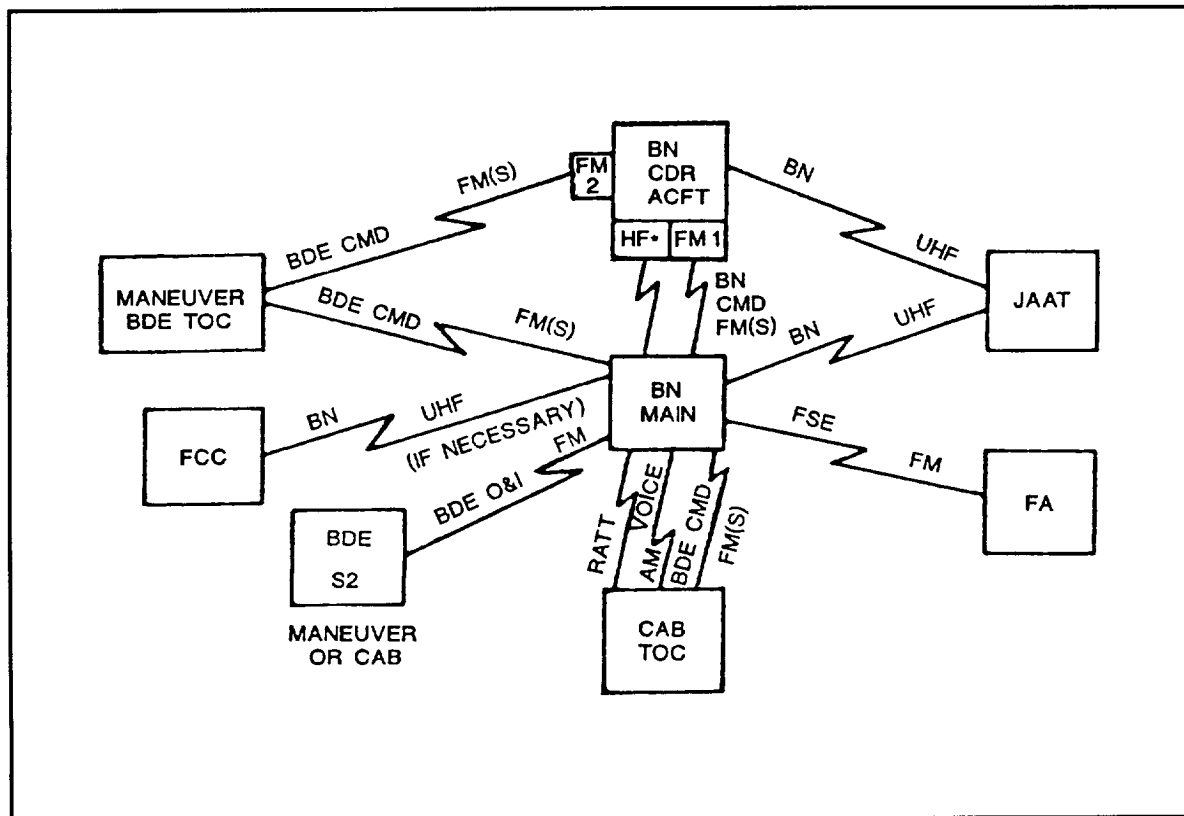 BN
CDR
ACFT
FM
2
HF*
FM 1
FM(S)
BDE CMD
BN
UHF
MANEUVER
BDE TOC
BDE CMD
FM(S)
BN
CMD
FM(S)
BN
UHF
JAAT
BN
MAIN
FCC
BN
UHF
(IF NECESSARY)
FSE
FM
FA
BDE O&I
FM
BDE
S2
MANEUVER
OR CAB
RATT
AM
VOICE
BDE CMD
FM(S)
CAB
TOC